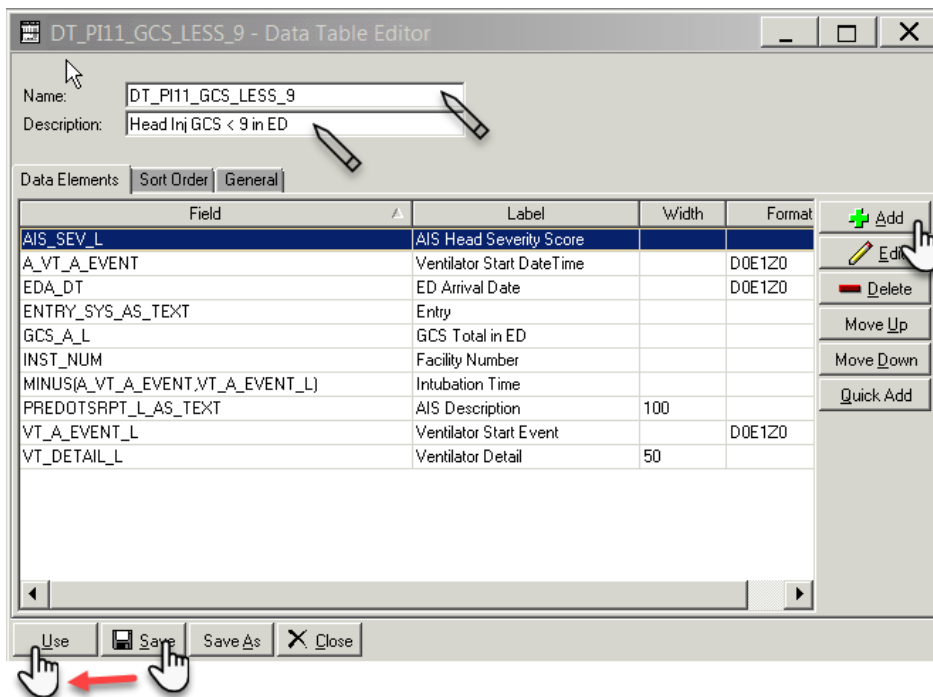 DT_PI11_GCS_LESS_9 - Data Table Editor
Name: DT_PI11_GCS_LESS_9
Description: Head Inj GCS < 9 in ED
Data Elements Sort Order General
Field Label Width Format
AIS_SEV_L AIS Head Severity Score
A_VT_A_EVENT Ventilator Start DateTime D0E1Z0
EDA_DT ED Arrival Date D0E1Z0
ENTRY_SYS_AS_TEXT Entry
GCS_A_L GCS Total in ED
INST_NUM Facility Number
MINUS(A_VT_A_EVENT,VT_A_EVENT_L) Intubation Time
PREDOTSRPT_L_AS_TEXT AIS Description 100
VT_A_EVENT_L Ventilator Start Event D0E1Z0
VT_DETAIL_L Ventilator Detail 50
Add
Edit
Delete
Move Up
Move Down
Quick Add
Use Save Save As Close